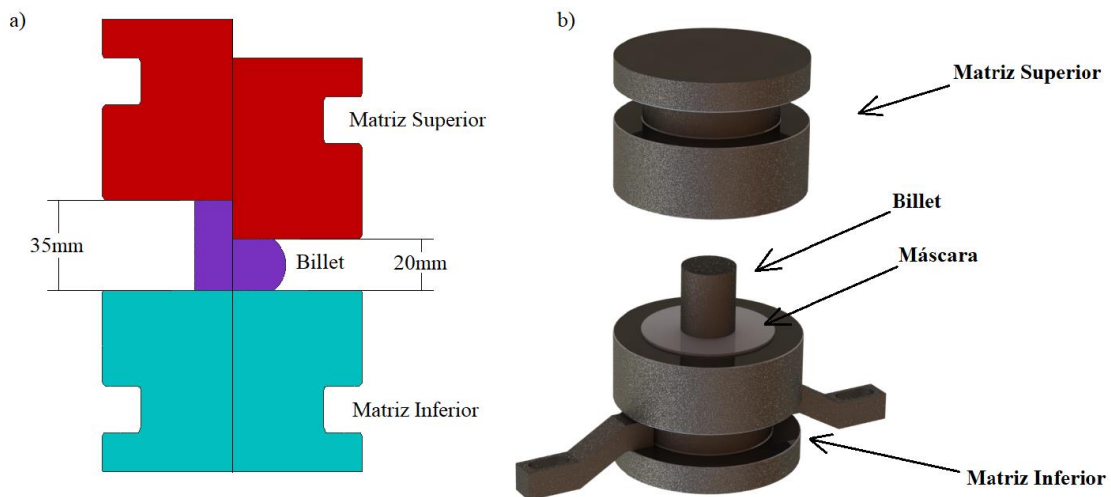 a)
Matriz Superior
35mm
Billet
20mm
Matriz Inferior
b)
Matriz Superior
Billet
Máscara
Matriz Inferior